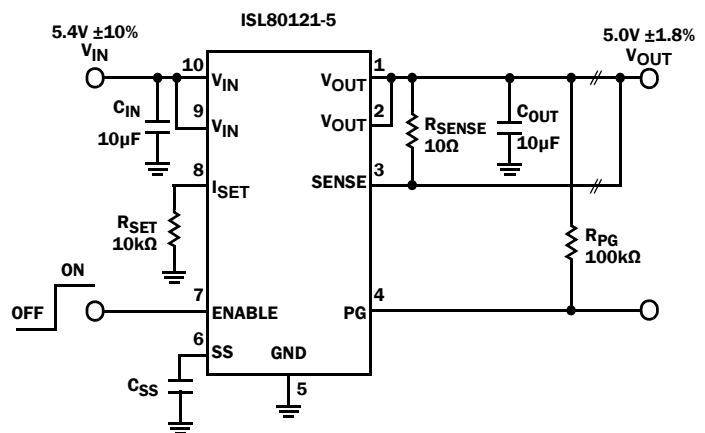 ISL80121-5
5.4V ±10%
VIN
5.0V ±1.8%
VOUT
10
VIN
9
VIN
CIN
10µF
8
ISET
RSET
10kΩ
ON
OFF
7
ENABLE
6
SS
CSS
GND
5
1
VOUT
2
VOUT
RSENSE
10Ω
COUT
10µF
3
SENSE
RPG
100kΩ
4
PG